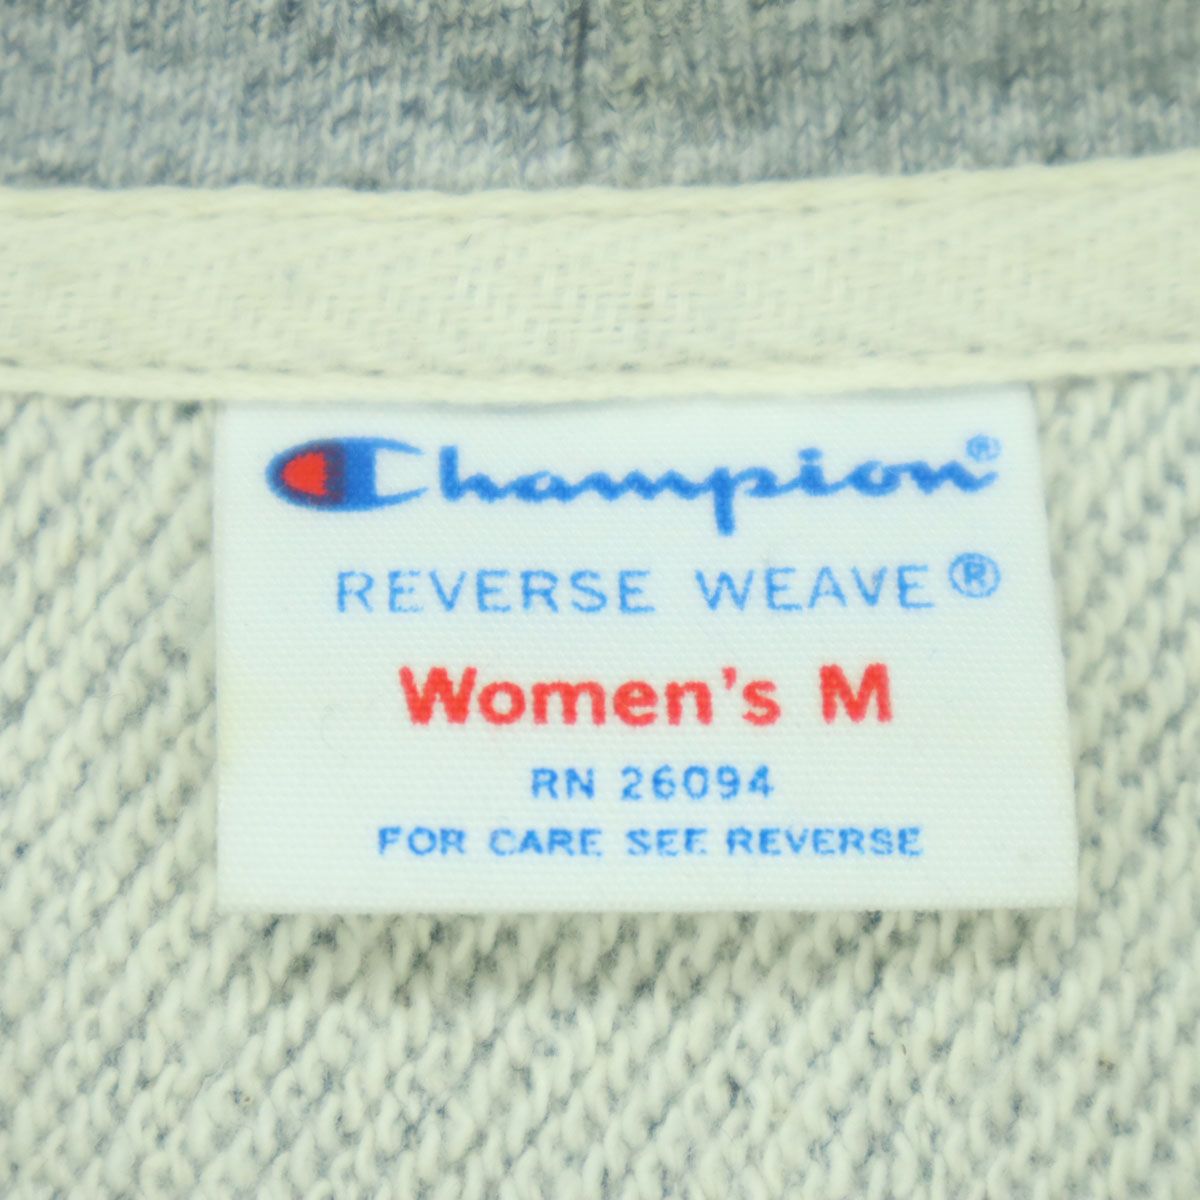 Champion®
REVERSE WEAVE®
Women's M
RN 26094
FOR CARE SEE REVERSE